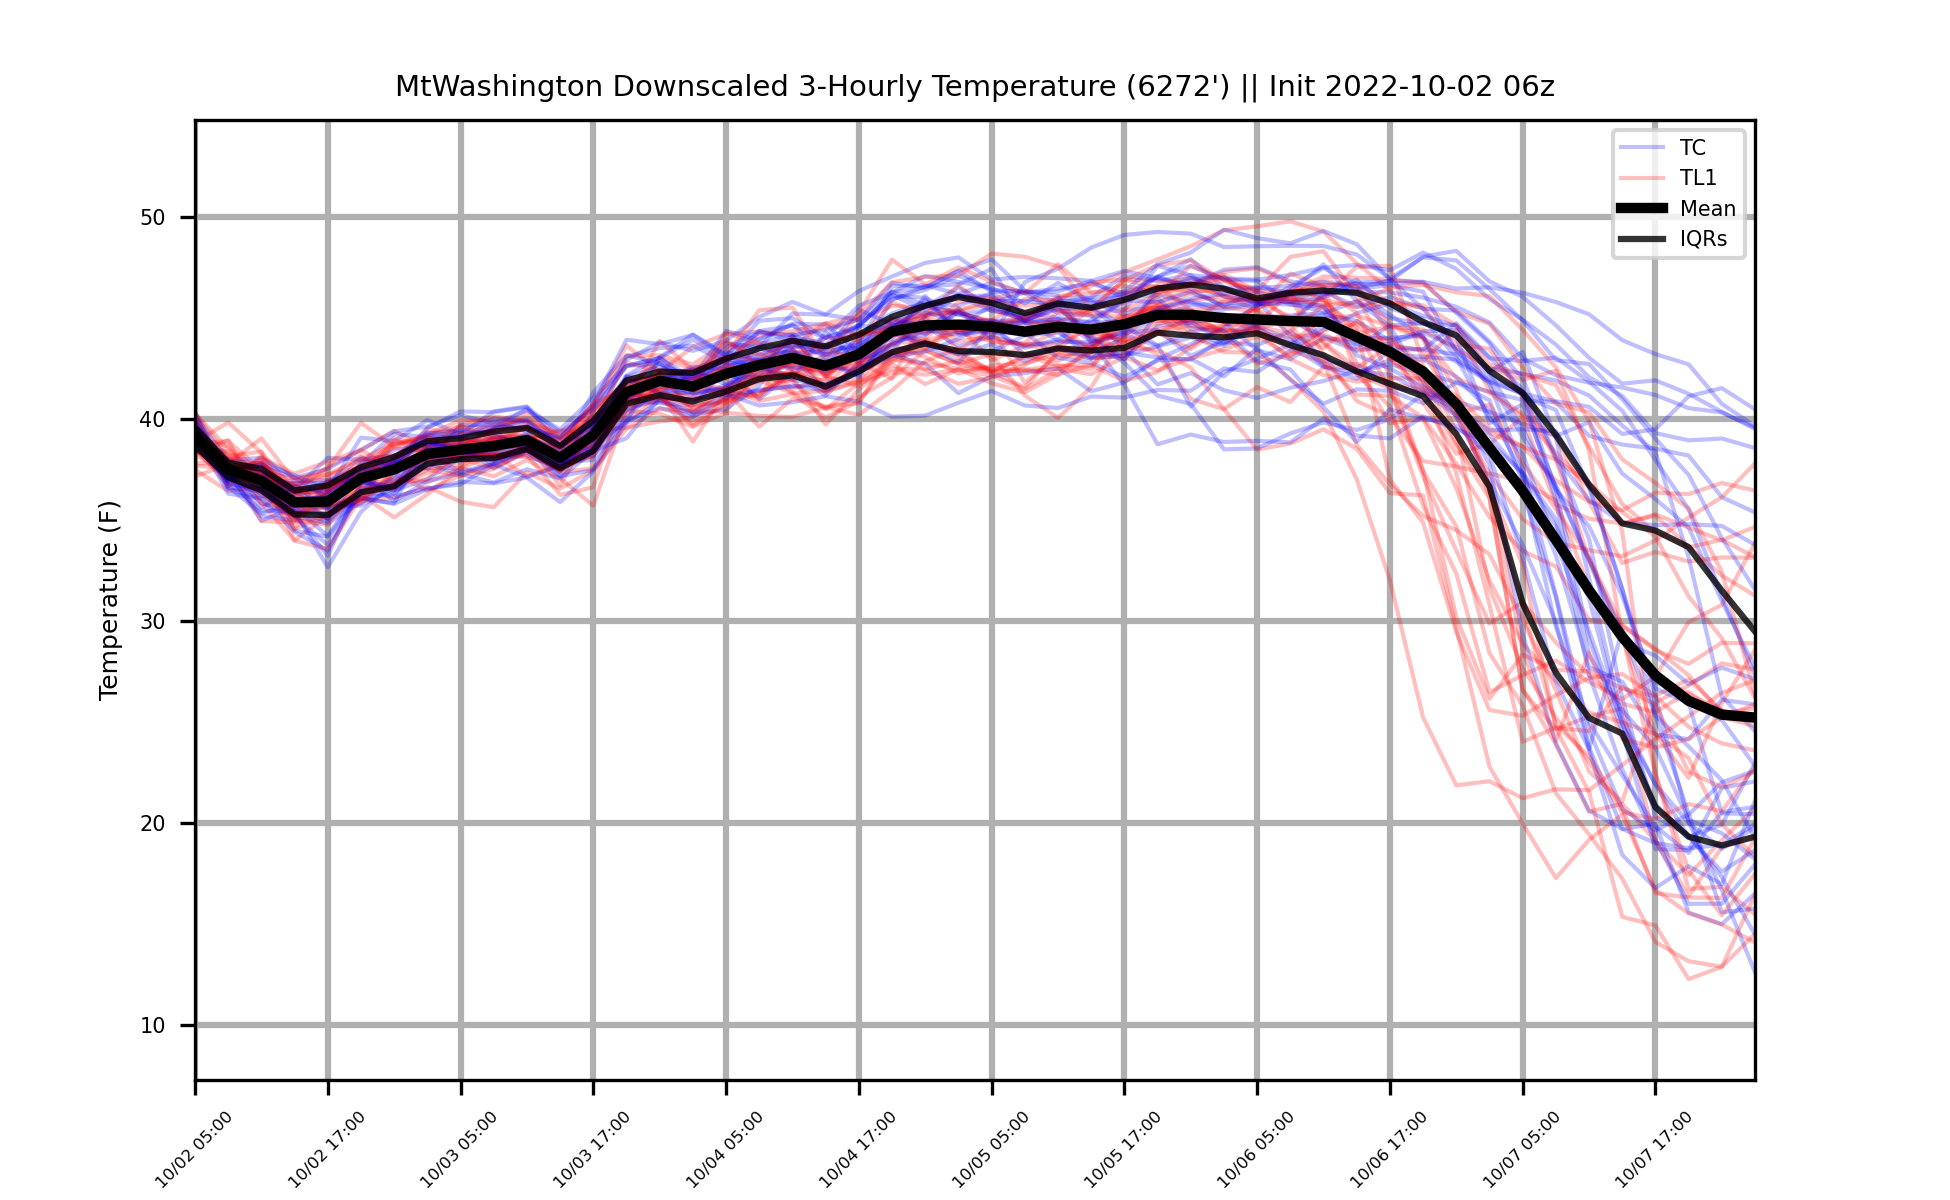 MtWashington Downscaled 3-Hourly Temperature (6272') || Init 2022-10-02 06z
TC
TL1
Mean
IQRs
Temperature (F)
50
40
30
20
10
10/02 05:00
10/02 17:00
10/03 05:00
10/03 17:00
10/04 05:00
10/04 17:00
10/05 05:00
10/05 17:00
10/06 05:00
10/06 17:00
10/07 05:00
10/07 17:00